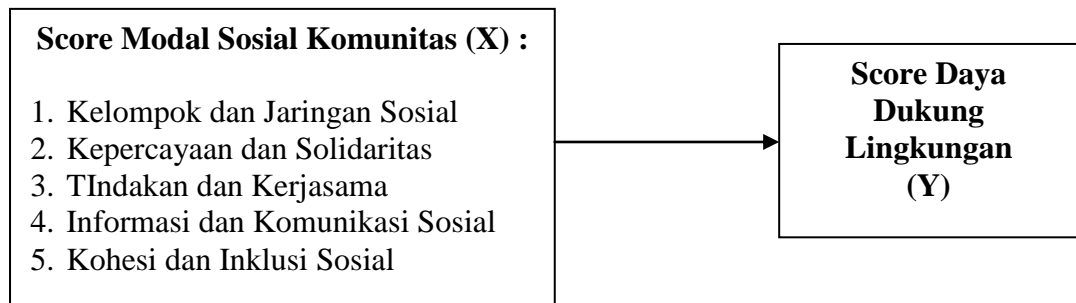 Score Modal Sosial Komunitas (X) :
1. Kelompok dan Jaringan Sosial
2. Kepercayaan dan Solidaritas
3. TIndakan dan Kerjasama
4. Informasi dan Komunikasi Sosial
5. Kohesi dan Inklusi Sosial
Score Daya
Dukung
Lingkungan
(Y)